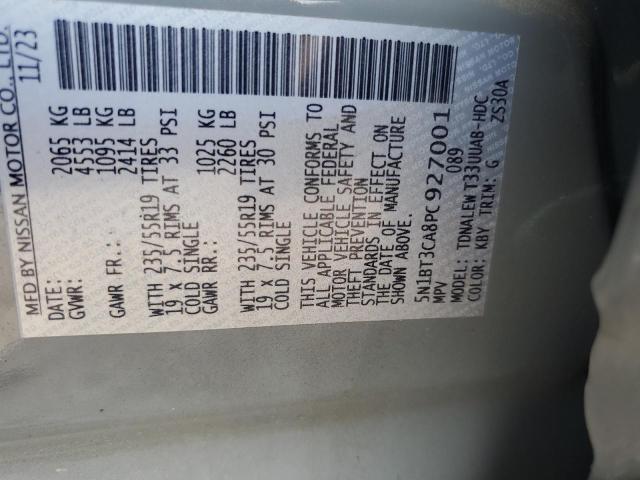 MFD BY NISSAN MOTOR CO., LTD.
DATE: 11/23
GVWR: 2065 KG
4553 LB
GAWR FR.: 1095 KG
2414 LB
WITH 235/55R19 TIRES
19 X 7.5 RIMS AT 33 PSI
COLD SINGLE
GAWR RR.: 1025 KG
2260 LB
WITH 235/55R19 TIRES
19 X 7.5 RIMS AT 30 PSI
COLD SINGLE
THIS VEHICLE CONFORMS TO
ALL APPLICABLE FEDERAL
MOTOR VEHICLE SAFETY AND
THEFT PREVENTION
STANDARDS IN EFFECT ON
THE DATE OF MANUFACTURE
SHOWN ABOVE.
5N1BT3CA8PC927001
MPV 089
MODEL: TDNALEW T33UUAB-HDC
COLOR: KBY TRIM: G ZS30A